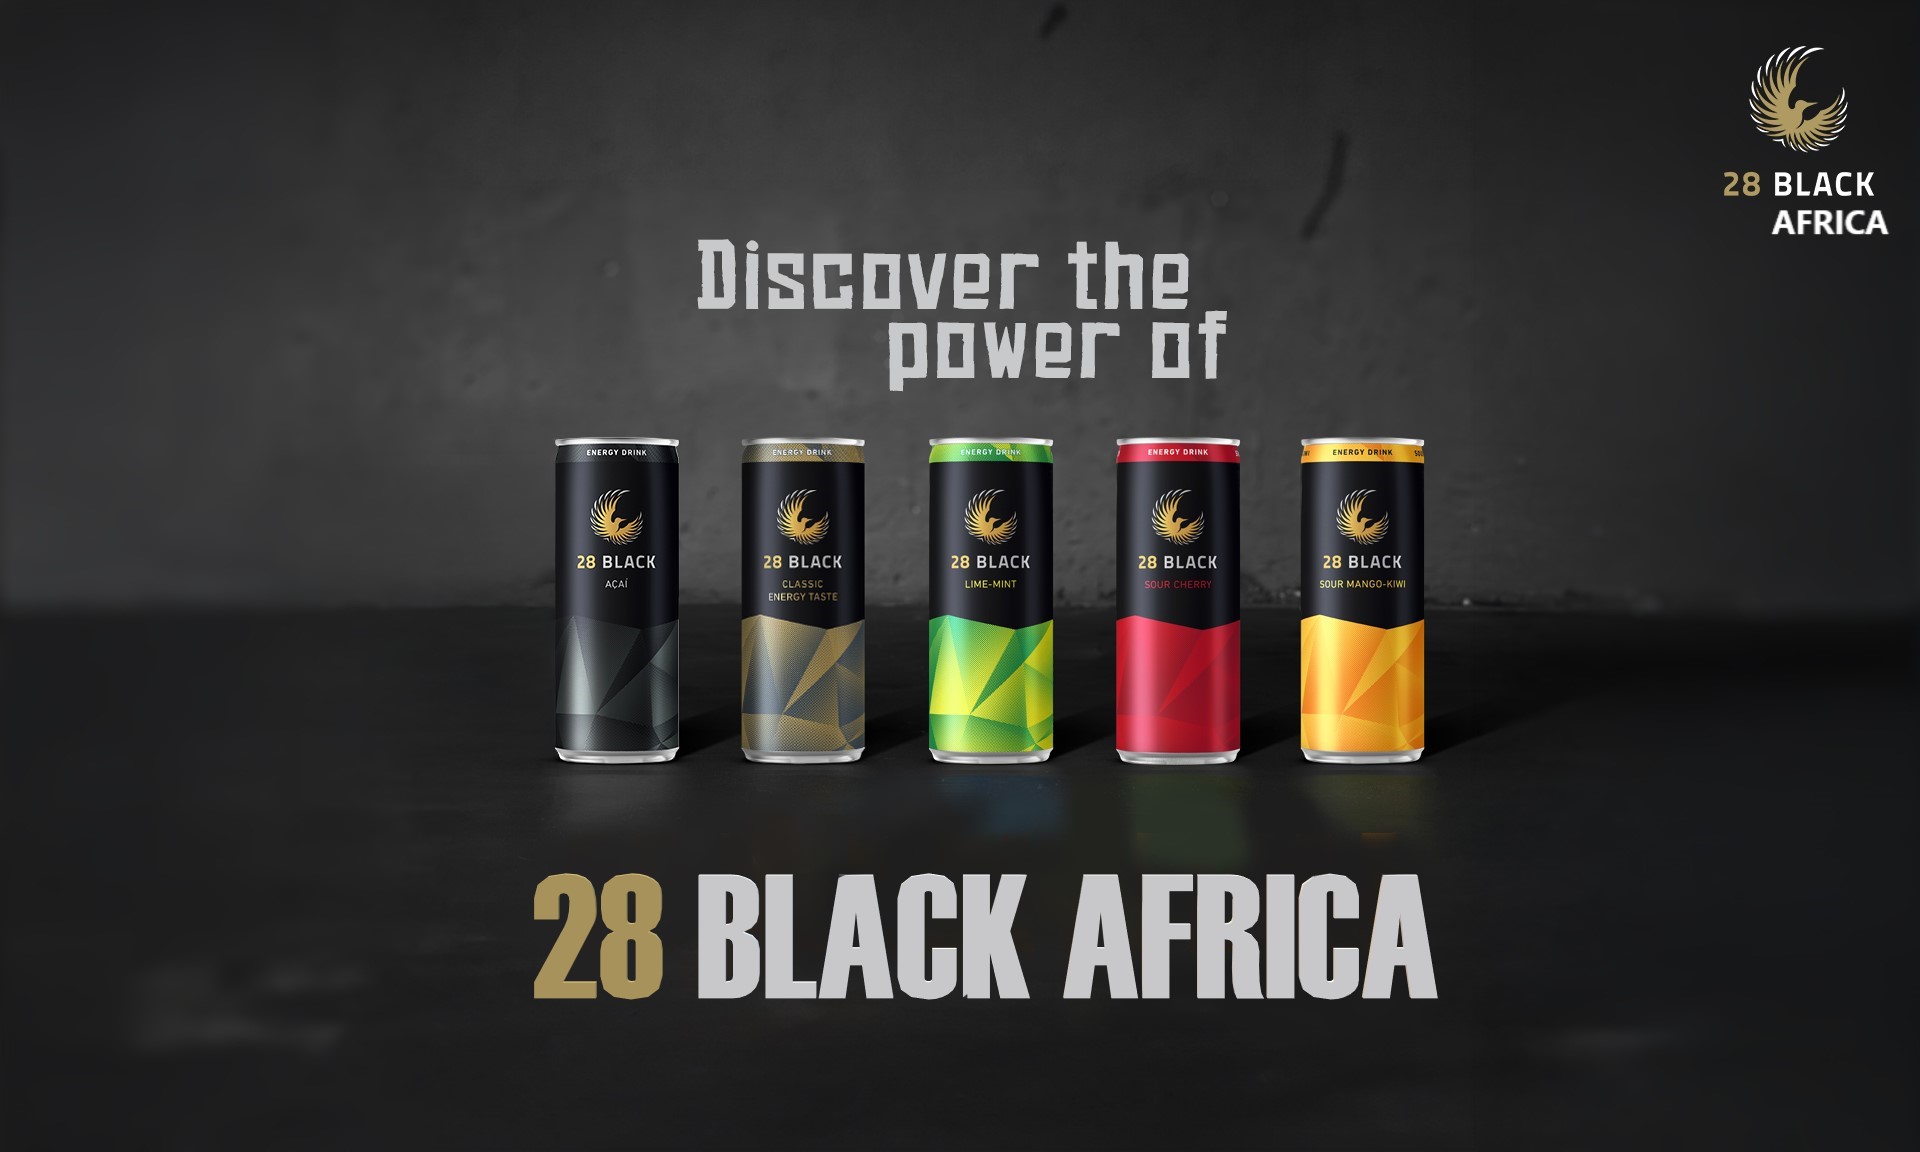 28 BLACK
AFRICA
Discover the
power of
ENERGY DRINK
28 BLACK
AÇAÍ
ENERGY DRINK
28 BLACK
CLASSIC
ENERGY TASTE
ENERGY DRINK
28 BLACK
LIME-MINT
ENERGY DRINK
28 BLACK
SOUR CHERRY
ENERGY DRINK
28 BLACK
SOUR MANGO-KIWI
28 BLACK AFRICA